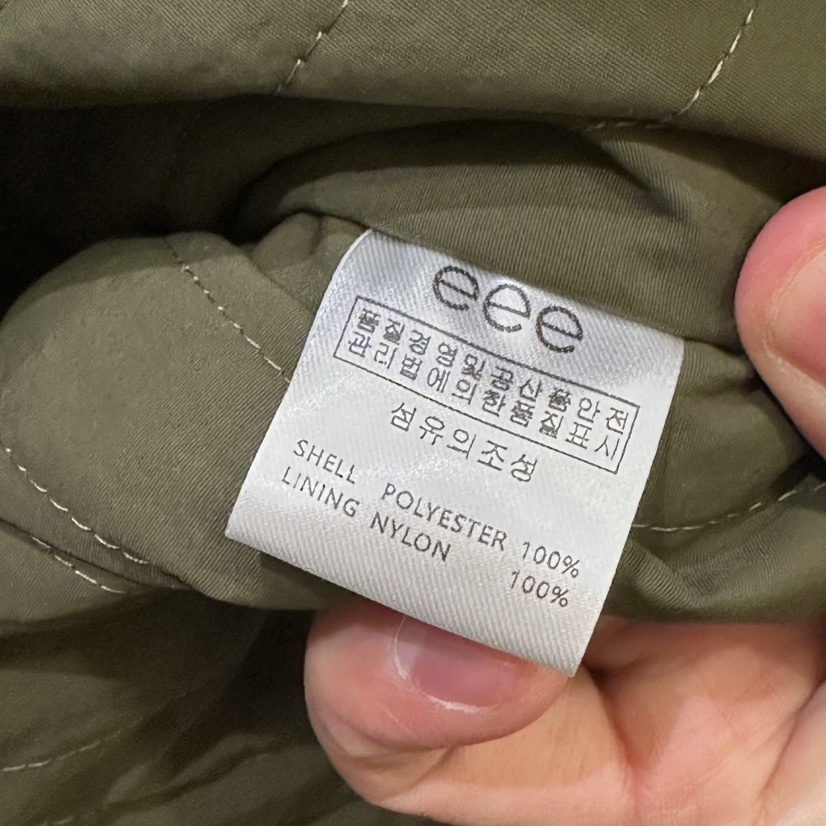 eee
품질경영및공산품안전
관리법에의한품질표시
섬유의조성
SHELL POLYESTER 100%
LINING NYLON 100%